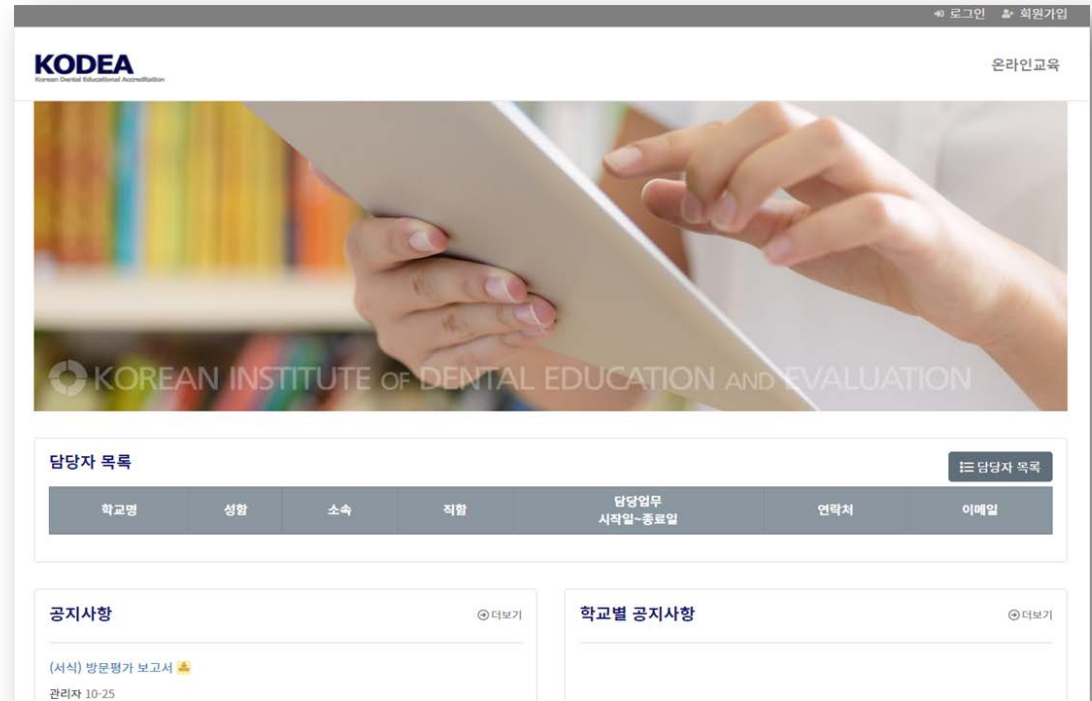 로그인 회원가입
KODEA
Korean Dental Educational Accreditation
온라인교육
KOREAN INSTITUTE OF DENTAL EDUCATION AND EVALUATION
담당자 목록
담당자 목록
학교명 성함 소속 직함 담당업무 연락처 이메일
시작일~종료일
공지사항 더보기
학교별 공지사항 더보기
(서식) 방문평가 보고서
관리자 10-25